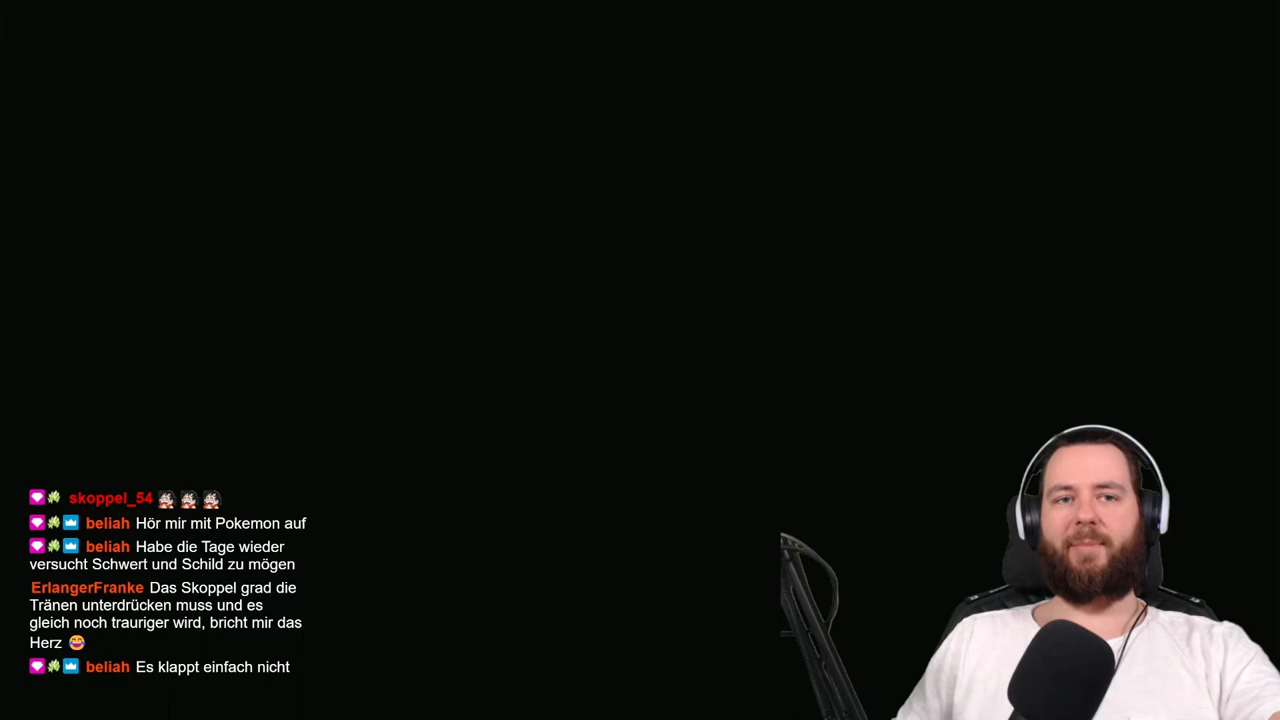 skoppel_54
beliah Hör mir mit Pokemon auf
beliah Habe die Tage wieder
versucht Schwert und Schild zu mögen
ErlangerFranke Das Skoppel grad die
Tränen unterdrücken muss und es
gleich noch trauriger wird, bricht mir das
Herz 😂
beliah Es klappt einfach nicht